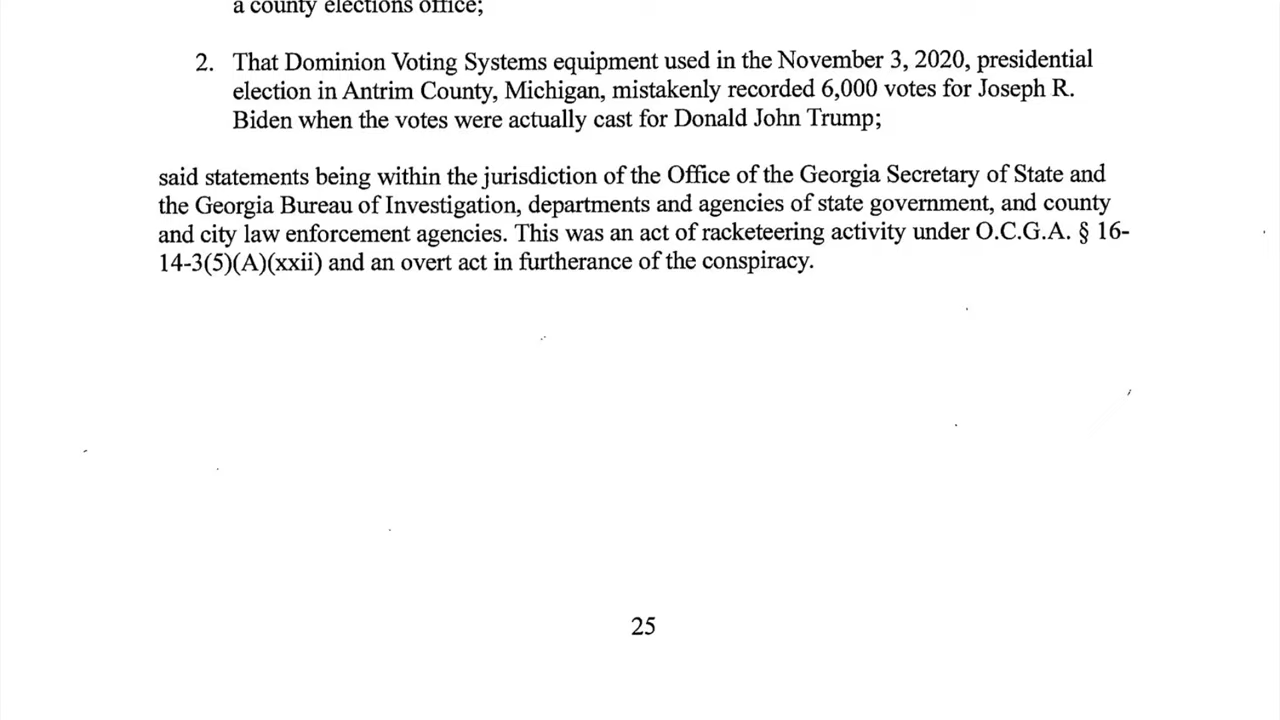 a county elections office;
2. That Dominion Voting Systems equipment used in the November 3, 2020, presidential
election in Antrim County, Michigan, mistakenly recorded 6,000 votes for Joseph R.
Biden when the votes were actually cast for Donald John Trump;
said statements being within the jurisdiction of the Office of the Georgia Secretary of State and
the Georgia Bureau of Investigation, departments and agencies of state government, and county
and city law enforcement agencies. This was an act of racketeering activity under O.C.G.A. § 16-
14-3(5)(A)(xxii) and an overt act in furtherance of the conspiracy.
25